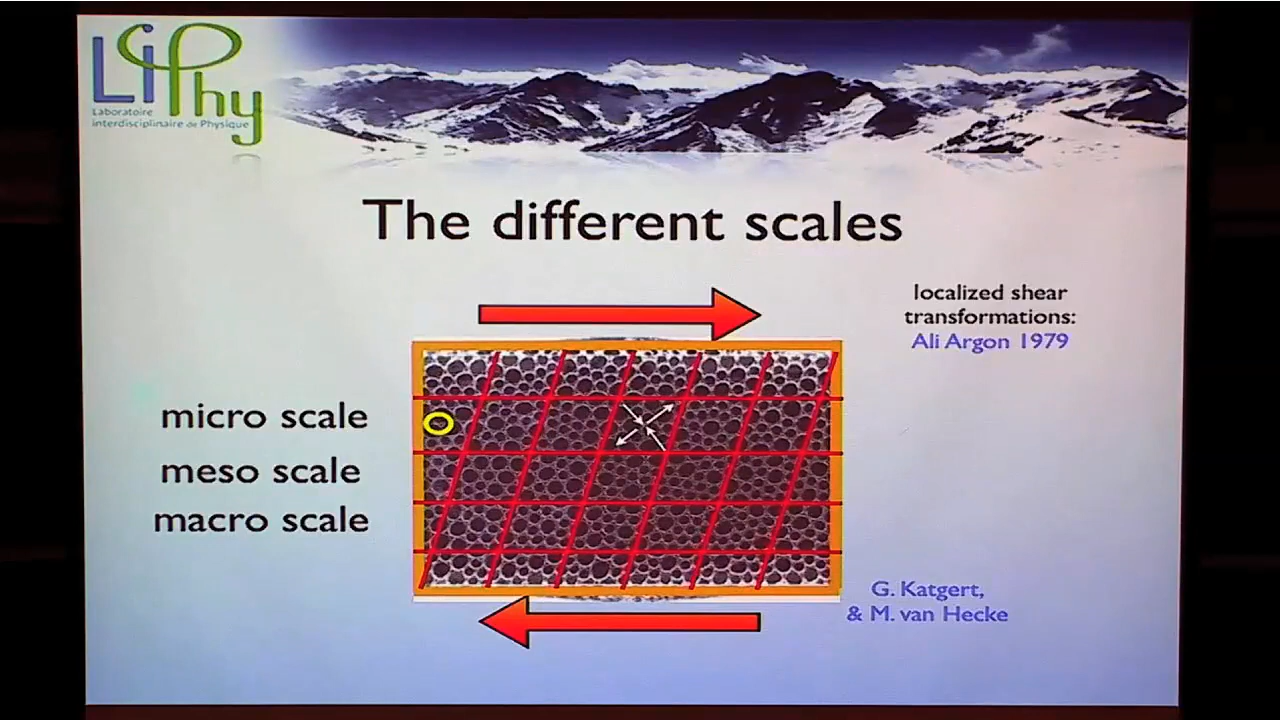 LiPhy
Laboratoire
interdisciplinaire de Physique
The different scales
localized shear
transformations:
Ali Argon 1979
micro scale
meso scale
macro scale
G. Katgert,
& M. van Hecke